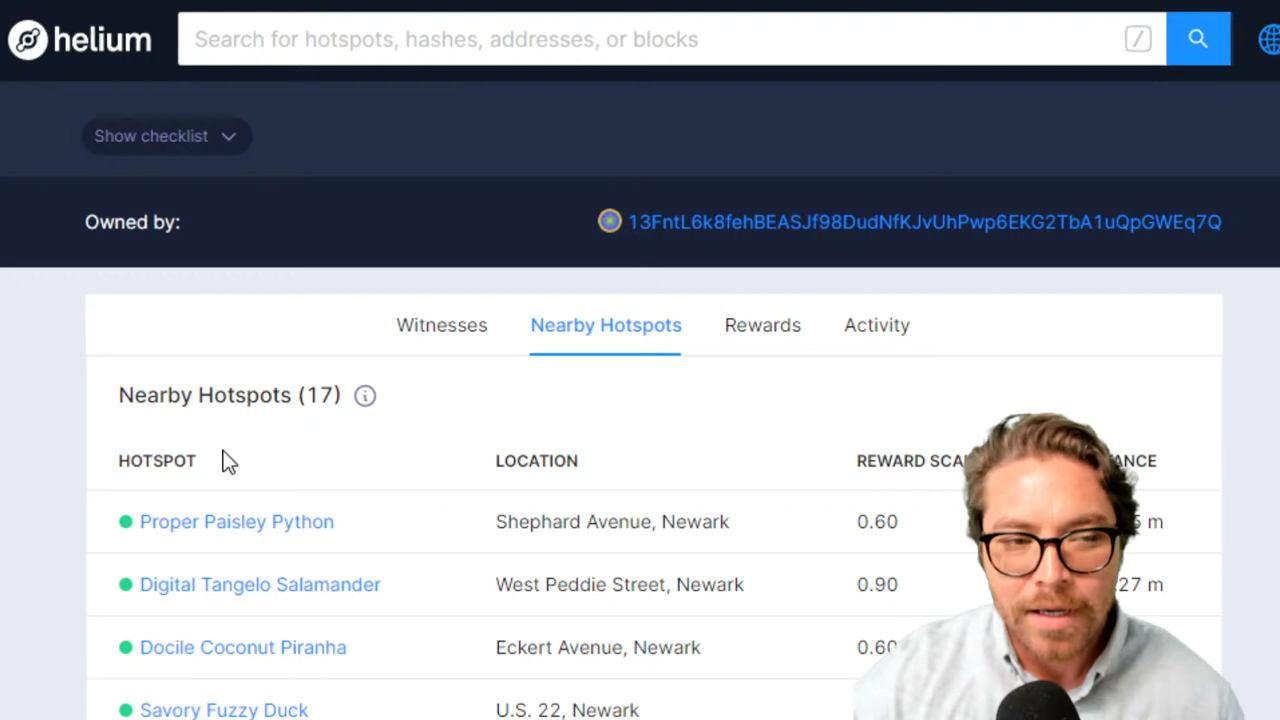 helium Search for hotspots, hashes, addresses, or blocks /
Show checklist
Owned by: 13FntL6k8fehBEASJf98DudNfKJvUhPwp6EKG2TbA1uQpGWEq7Q
Witnesses Nearby Hotspots Rewards Activity
Nearby Hotspots (17)
HOTSPOT LOCATION REWARD
Proper Paisley Python Shephard Avenue, Newark 0.60 m
Digital Tangelo Salamander West Peddie Street, Newark 0.90 m
Docile Coconut Piranha Eckert Avenue, Newark
Savory Fuzzy Duck U.S. 22, Newark